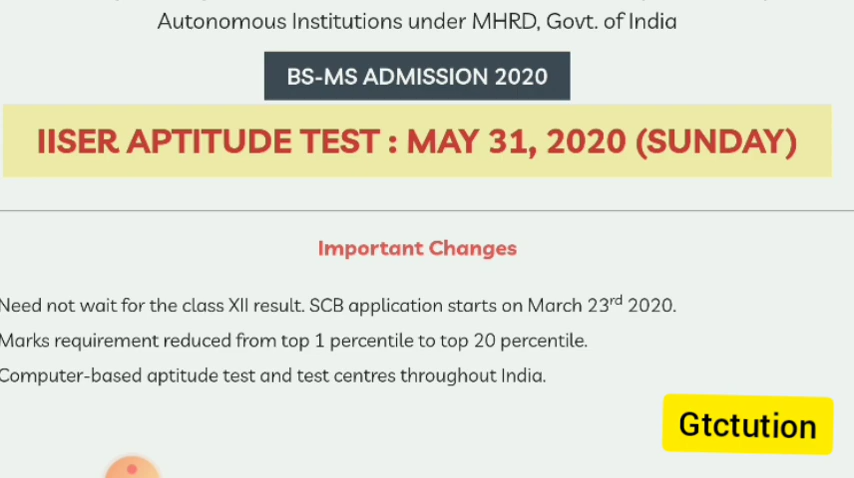 Autonomous Institutions under MHRD, Govt. of India
BS-MS ADMISSION 2020
IISER APTITUDE TEST : MAY 31, 2020 (SUNDAY)
Important Changes
Need not wait for the class XII result. SCB application starts on March 23rd 2020.
Marks requirement reduced from top 1 percentile to top 20 percentile.
Computer-based aptitude test and test centres throughout India.
Gtctution